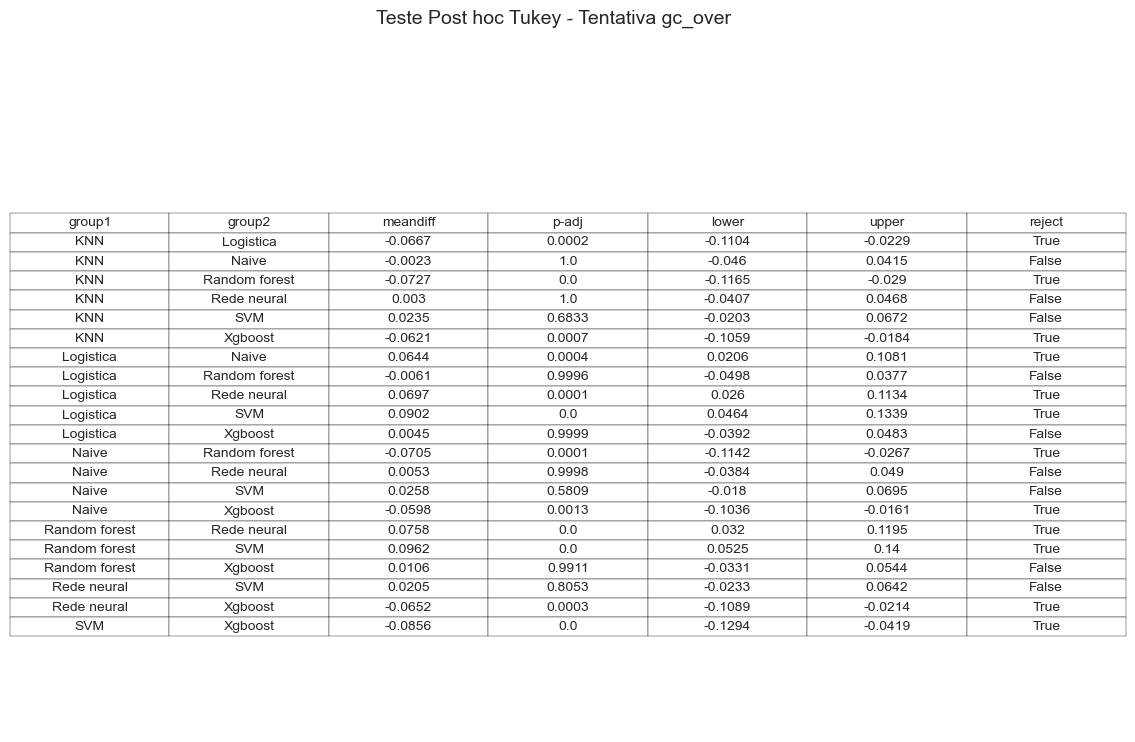 Teste Post hoc Tukey - Tentativa gc_over
group1 group2 meandiff p-adj lower upper reject
KNN Logistica -0.0667 0.0002 -0.1104 -0.0229 True
KNN Naive -0.0023 1.0 -0.046 0.0415 False
KNN Random forest -0.0727 0.0 -0.1165 -0.029 True
KNN Rede neural 0.003 1.0 -0.0407 0.0468 False
KNN SVM 0.0235 0.6833 -0.0203 0.0672 False
KNN Xgboost -0.0621 0.0007 -0.1059 -0.0184 True
Logistica Naive 0.0644 0.0004 0.0206 0.1081 True
Logistica Random forest -0.0061 0.9996 -0.0498 0.0377 False
Logistica Rede neural 0.0697 0.0001 0.026 0.1134 True
Logistica SVM 0.0902 0.0 0.0464 0.1339 True
Logistica Xgboost 0.0045 0.9999 -0.0392 0.0483 False
Naive Random forest -0.0705 0.0001 -0.1142 -0.0267 True
Naive Rede neural 0.0053 0.9998 -0.0384 0.049 False
Naive SVM 0.0258 0.5809 -0.018 0.0695 False
Naive Xgboost -0.0598 0.0013 -0.1036 -0.0161 True
Random forest Rede neural 0.0758 0.0 0.032 0.1195 True
Random forest SVM 0.0962 0.0 0.0525 0.14 True
Random forest Xgboost 0.0106 0.9911 -0.0331 0.0544 False
Rede neural SVM 0.0205 0.8053 -0.0233 0.0642 False
Rede neural Xgboost -0.0652 0.0003 -0.1089 -0.0214 True
SVM Xgboost -0.0856 0.0 -0.1294 -0.0419 True